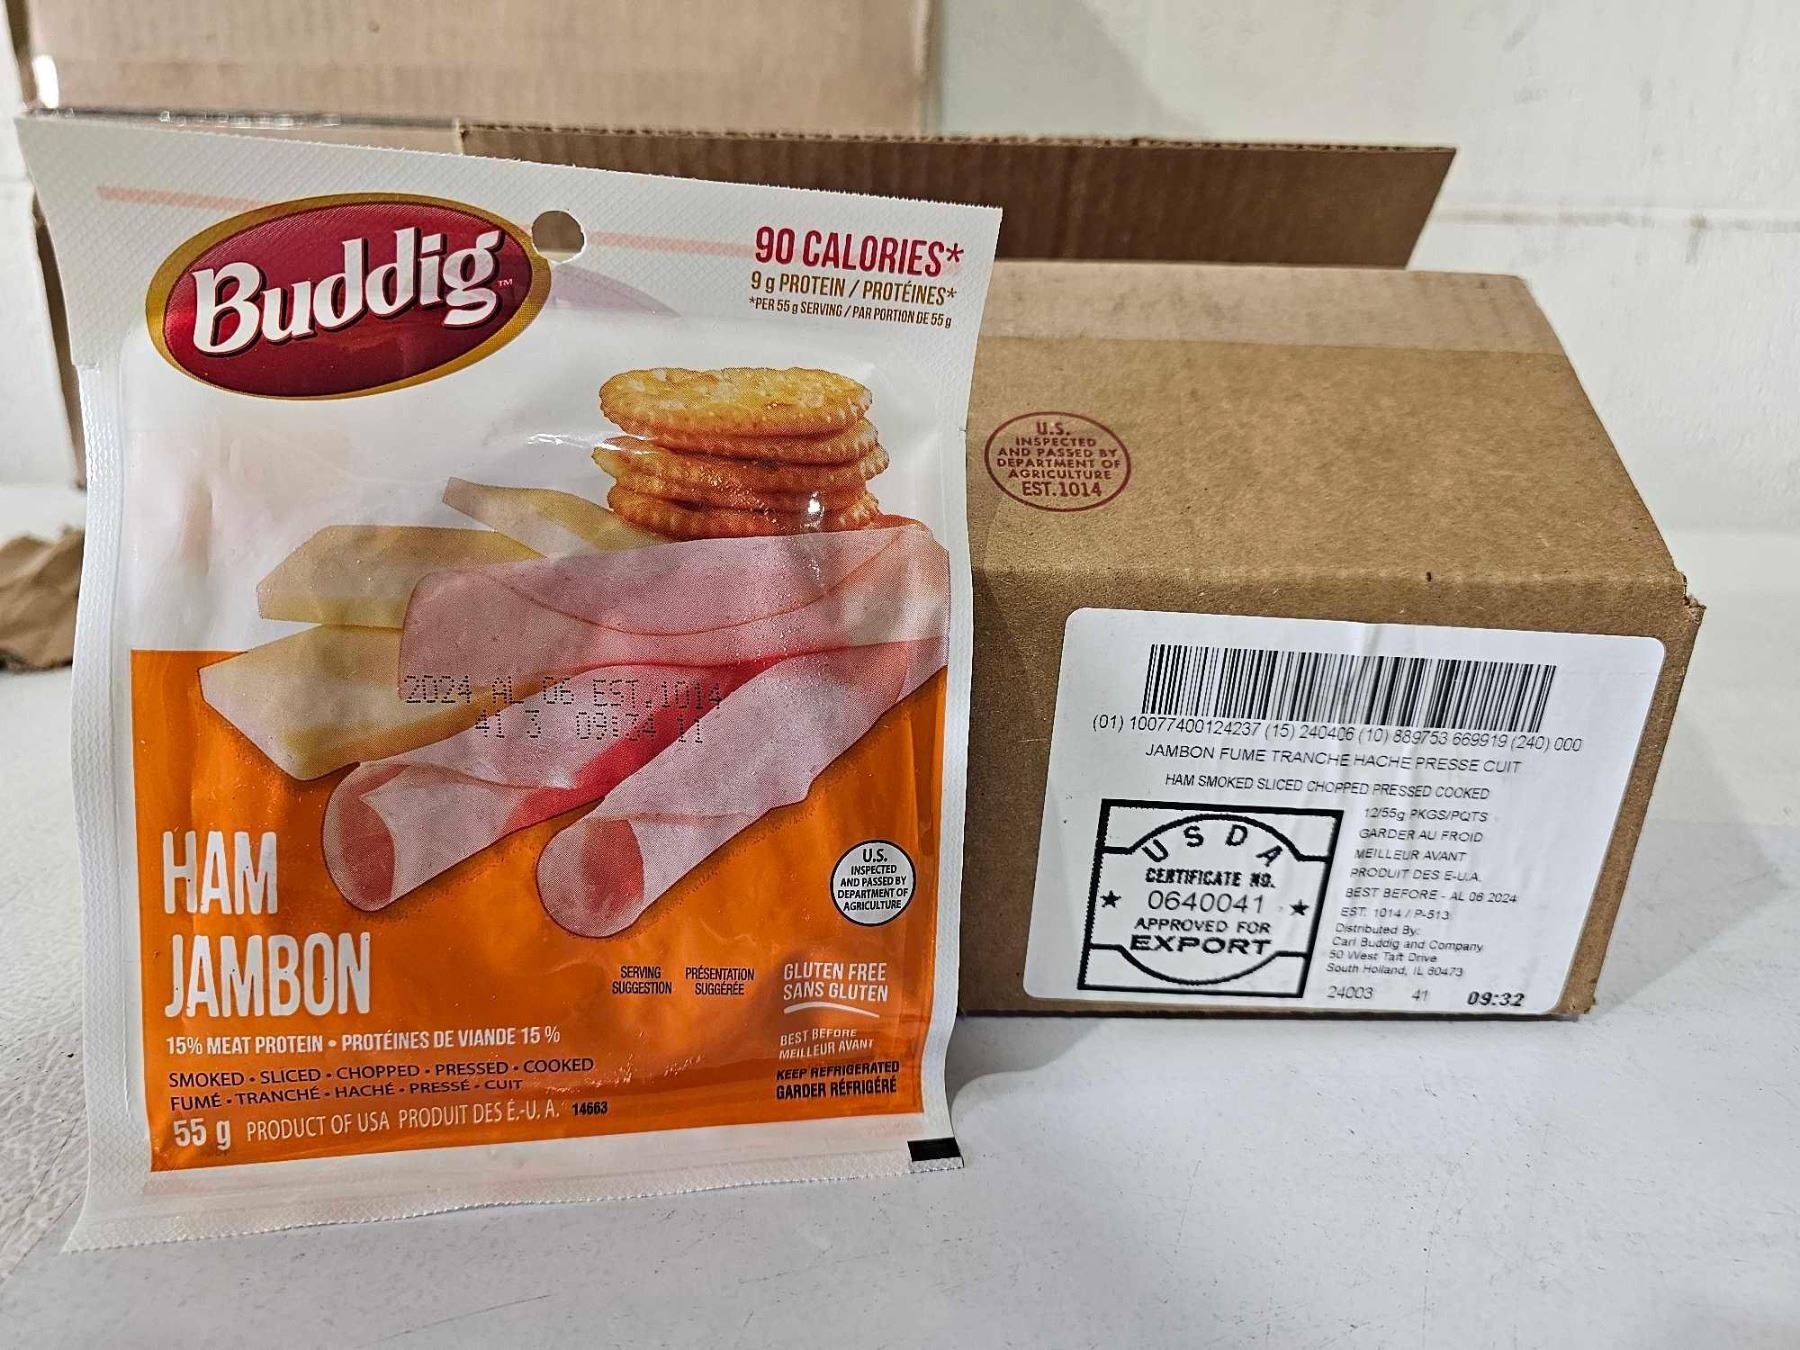 Buddig™
90 CALORIES*
9 g PROTEIN / PROTÉINES*
*PER 55 g SERVING / PAR PORTION DE 55 g
2024 AL 06 EST.1014
41 3 09:34 11
HAM
JAMBON
U.S.
INSPECTED
AND PASSED BY
DEPARTMENT OF
AGRICULTURE
SERVING SUGGESTION
PRÉSENTATION SUGGÉRÉE
GLUTEN FREE
SANS GLUTEN
15% MEAT PROTEIN • PROTÉINES DE VIANDE 15 %
BEST BEFORE
MEILLEUR AVANT
SMOKED • SLICED • CHOPPED • PRESSED • COOKED
FUMÉ • TRANCHÉ • HACHÉ • PRESSÉ • CUIT
KEEP REFRIGERATED
GARDER RÉFRIGÉRÉ
55 g PRODUCT OF USA PRODUIT DES É.-U. A. 14663
U.S.
INSPECTED
AND PASSED BY
DEPARTMENT OF
AGRICULTURE
EST.1014
(01) 10077400124237 (15) 240406 (10) 889753 669919 (240) 000
JAMBON FUME TRANCHE HACHE PRESSE CUIT
HAM SMOKED SLICED CHOPPED PRESSED COOKED
USDA
CERTIFICATE NO.
★ 0640041 ★
APPROVED FOR
EXPORT
12/55g PKGS/PQTS
GARDER AU FROID
MEILLEUR AVANT
PRODUIT DES E-U.A.
BEST BEFORE - AL 06 2024
EST. 1014 / P-513
Distributed By:
Carl Buddig and Company
50 West Taft Drive
South Holland, IL 60473
24003 41 09:32